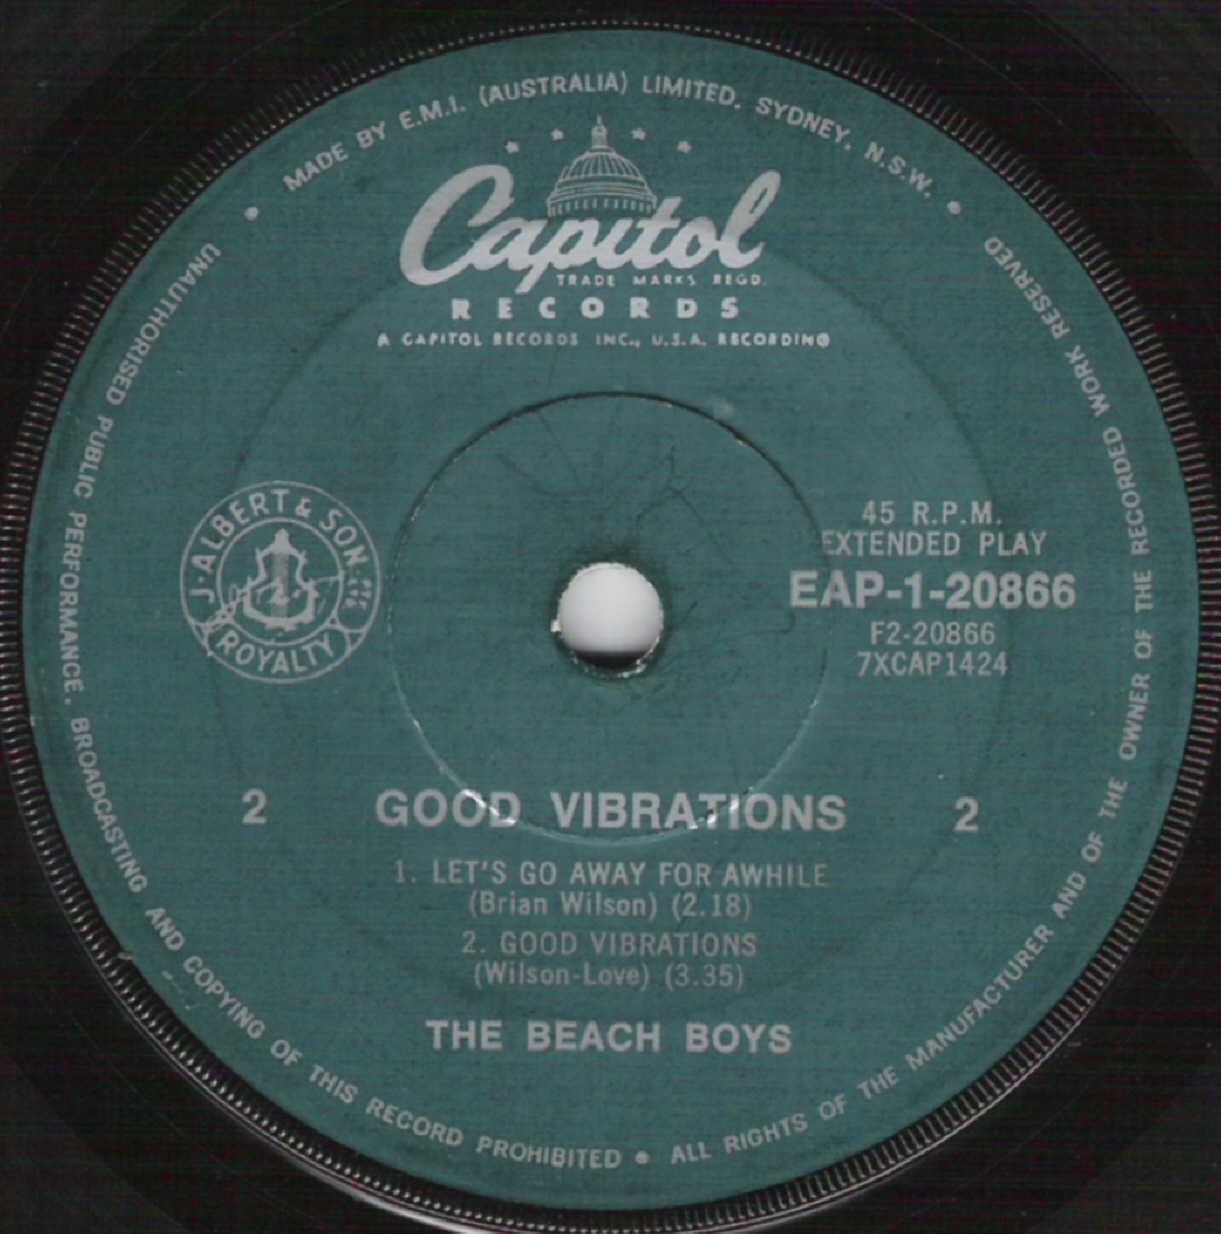 MADE BY E.M.I. (AUSTRALIA) LIMITED. SYDNEY, N.S.W. •
Capitol
TRADE MARKS REGD.
RECORDS
A CAPITOL RECORDS INC., U.S.A. RECORDING
J. ALBERT & SON
ROYALTY
45 R.P.M.
EXTENDED PLAY
EAP-1-20866
F2-20866
7XCAP1424
2 GOOD VIBRATIONS 2
1. LET'S GO AWAY FOR AWHILE
(Brian Wilson) (2.18)
2. GOOD VIBRATIONS
(Wilson-Love) (3.35)
THE BEACH BOYS
• UNAUTHORISED PUBLIC PERFORMANCE. BROADCASTING AND COPYING OF THIS RECORD PROHIBITED • ALL RIGHTS OF THE MANUFACTURER AND OF THE OWNER OF THE RECORDED WORK RESERVED